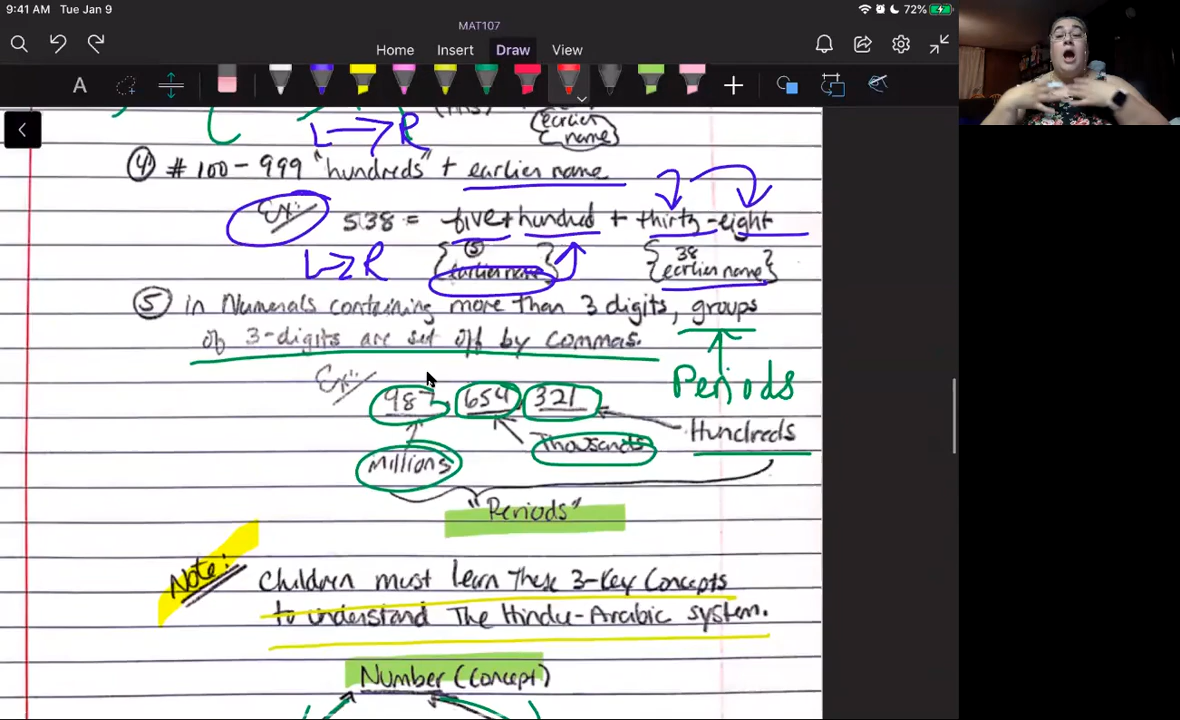 9:41 AM Tue Jan 9
72%
MAT107
Home Insert Draw View
A
earlier
name
L → R
④ # 100-999 "hundreds" + earlier name
Ex:
538 = five + hundred + thirty-eight
⑤
38
L → R
{earlier name}
{earlier name}
⑤ in Numerals containing more than 3 digits, groups
of 3-digits are set off by commas.
Periods
Ex:
987, 654, 321
Hundreds
Thousands
Millions
"Periods"
Note: Children must learn These 3-Key Concepts
to understand The Hindu-Arabic system.
Number (Concept)